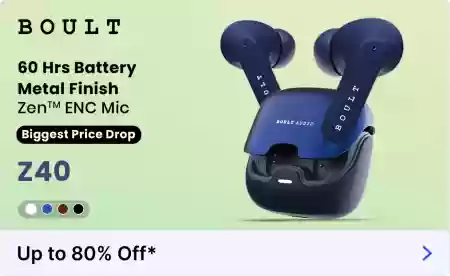 BOULT
60 Hrs Battery
Metal Finish
Zen™ ENC Mic
Biggest Price Drop
Z40
BOULT AUDIO
BOULT
Up to 80% Off*